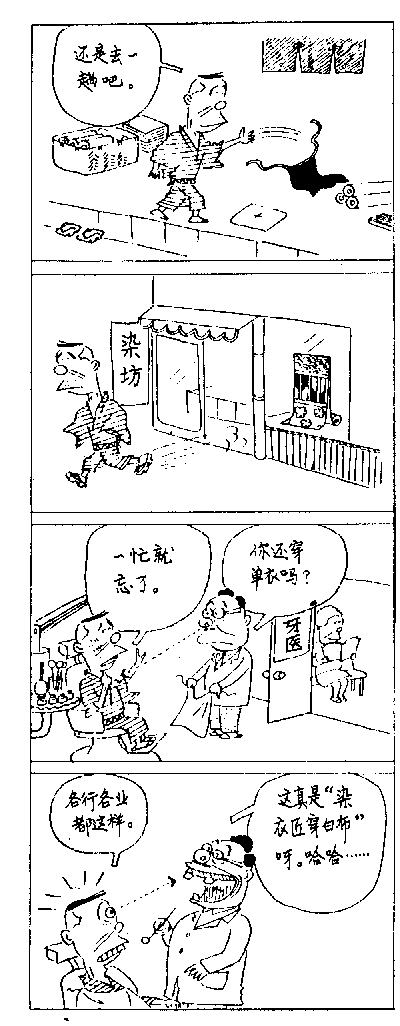 还是去一
趟吧。
染
坊
一忙就
忘了。
你还穿
单衣吗？
牙
医
各行各业
都这样。
这真是“染
衣匠穿白布”
呀。哈哈……